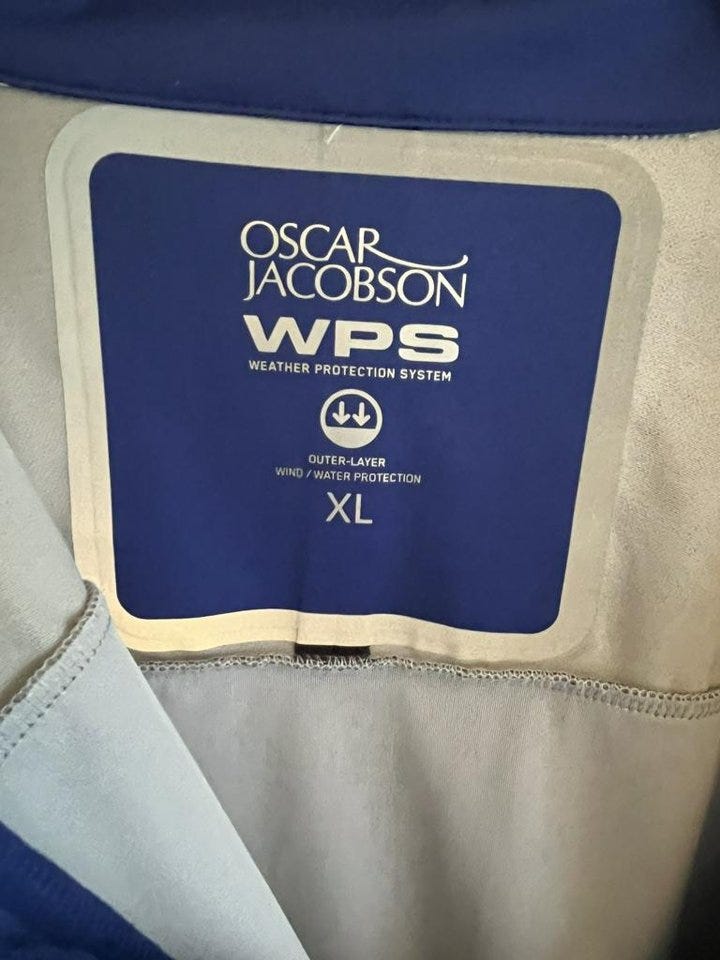 OSCAR
JACOBSON
WPS
WEATHER PROTECTION SYSTEM
OUTER-LAYER
WIND / WATER PROTECTION
XL